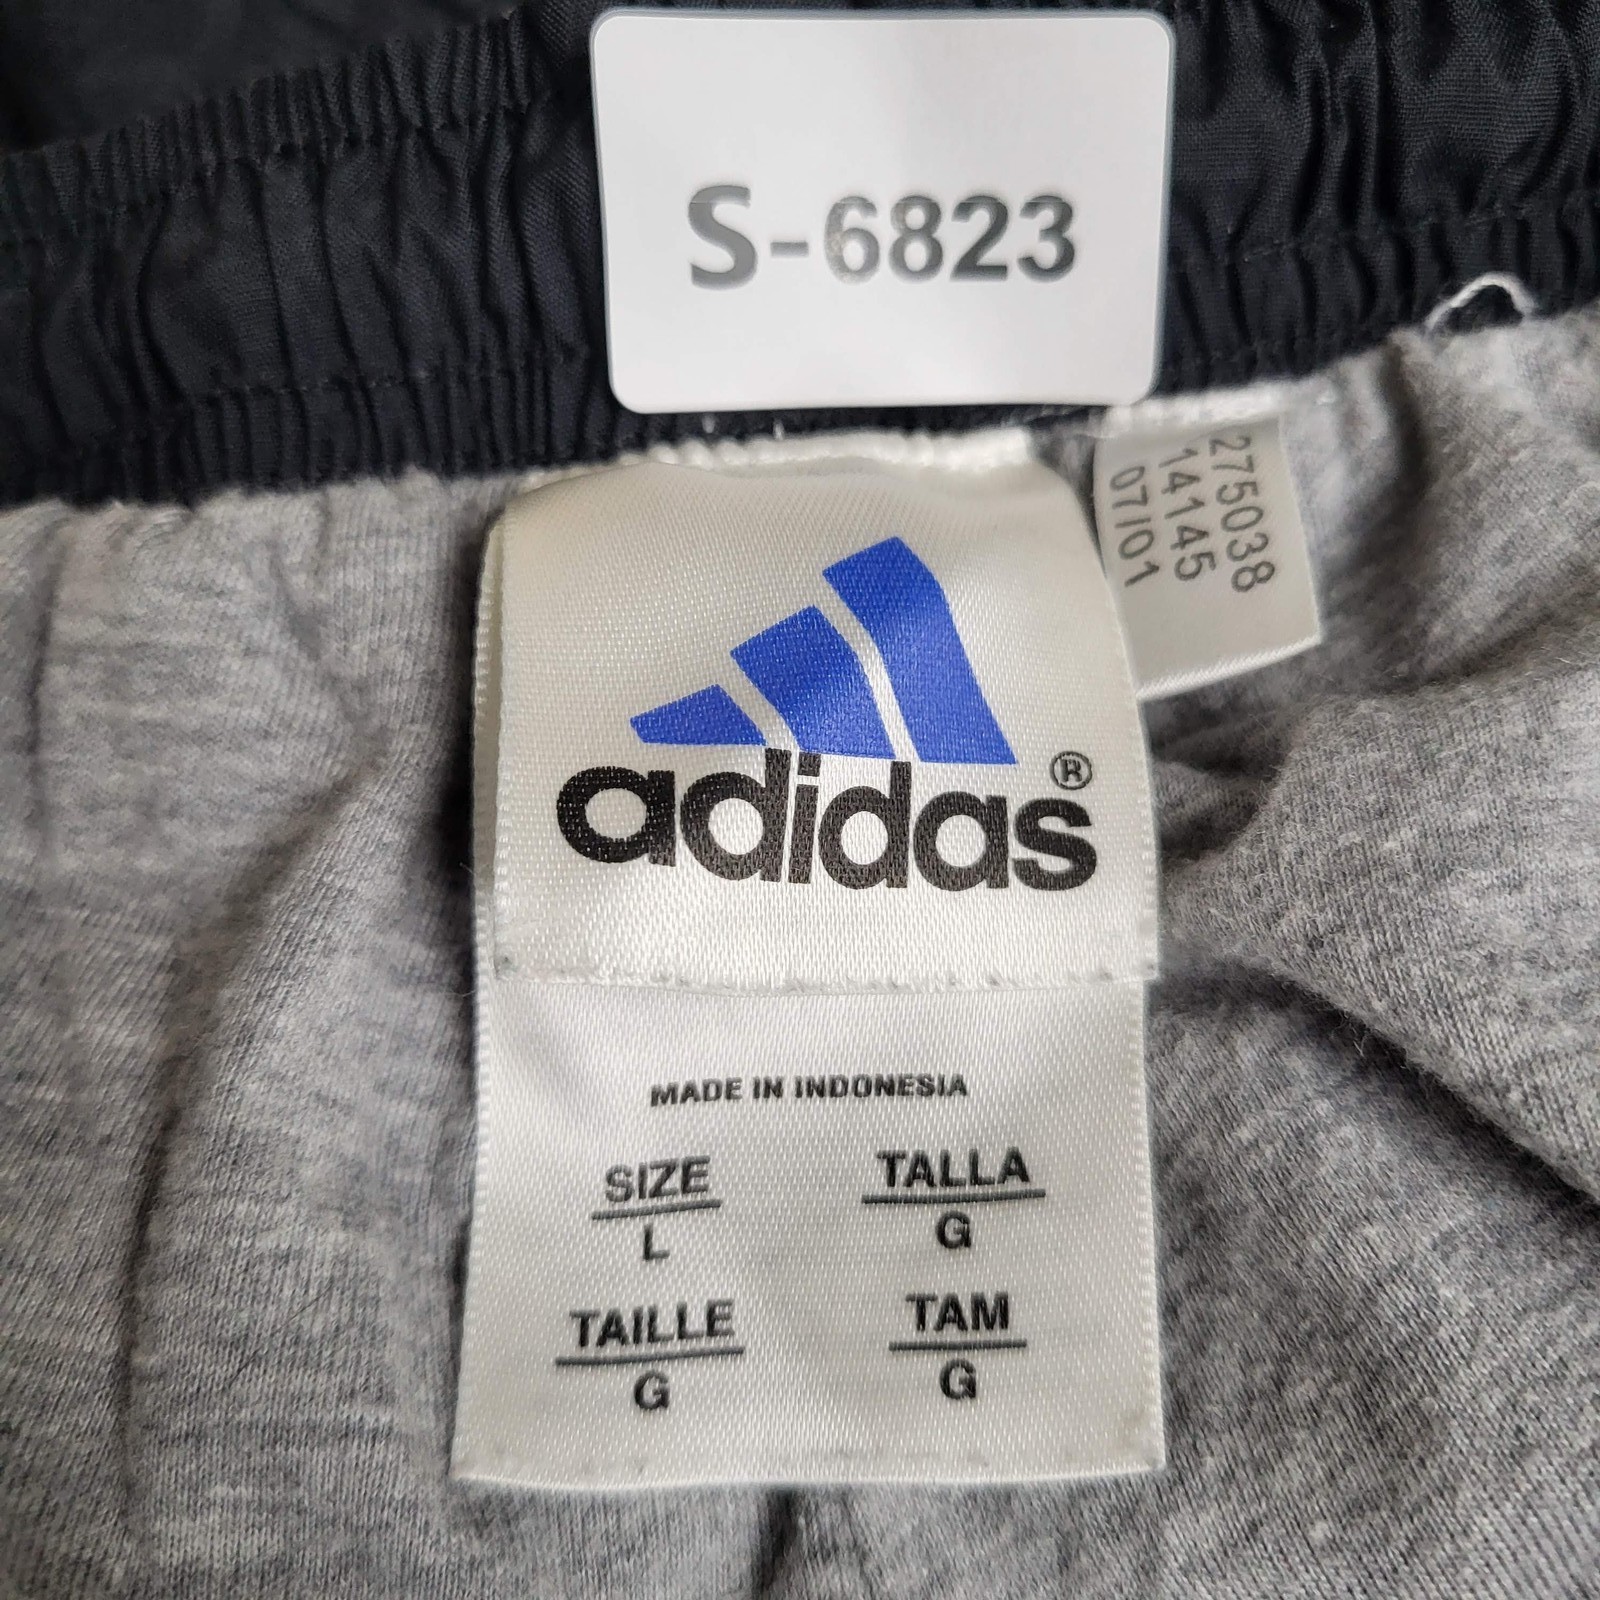 S-6823
275038
14145
07/01
adidas®
MADE IN INDONESIA
SIZE TALLA
L G
TAILLE TAM
G G